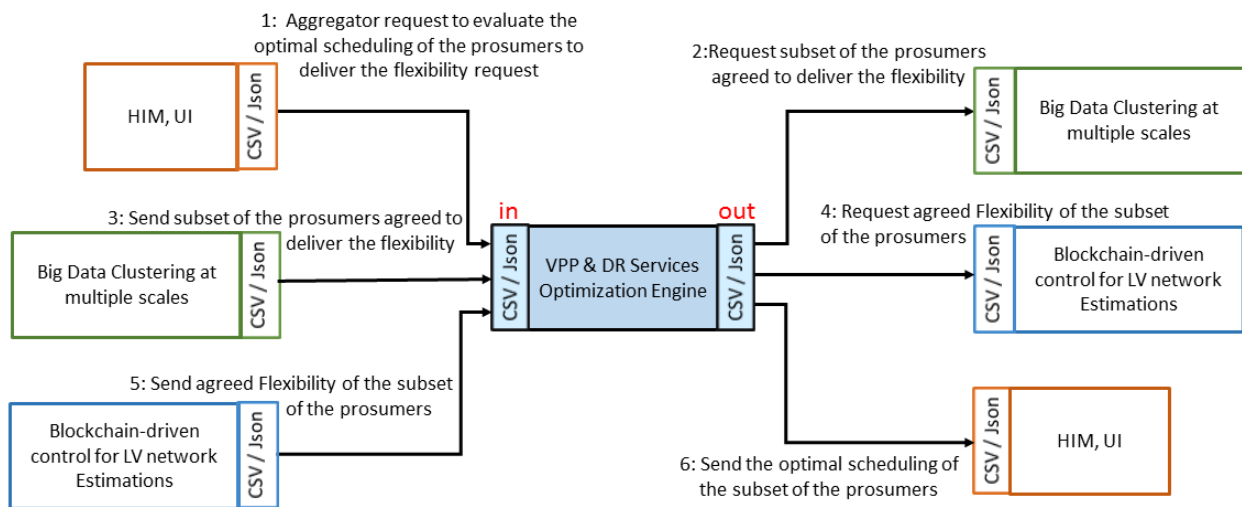 1:  Aggregator request to evaluate the
optimal scheduling of the prosumers to
deliver the flexibility request
HIM, UI
CSV / Json
2:Request subset of the prosumers
agreed to deliver the flexibility
CSV / Json
Big Data Clustering at
multiple scales
3: Send subset of the prosumers agreed to
deliver the flexibility
Big Data Clustering at
multiple scales
CSV / Json
in
out
CSV / Json
VPP & DR Services
Optimization Engine
CSV / Json
4: Request agreed Flexibility of the subset
of the prosumers
CSV / Json
Blockchain-driven
control for LV network
Estimations
5: Send agreed Flexibility of the subset
of the prosumers
Blockchain-driven
control for LV network
Estimations
CSV / Json
6: Send the optimal scheduling of
the subset of the prosumers
CSV / Json
HIM, UI